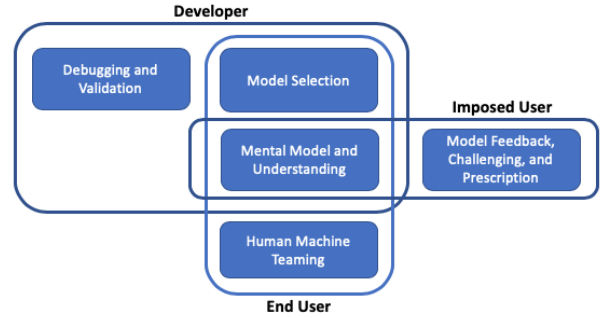 Developer
Debugging and
Validation
Model Selection
Imposed User
Mental Model and
Understanding
Model Feedback,
Challenging, and
Prescription
Human Machine
Teaming
End User